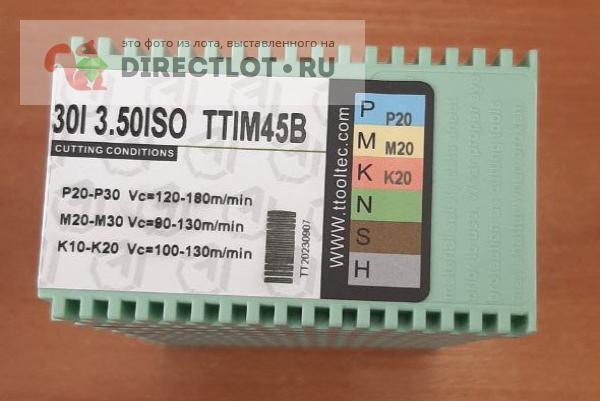 это фото из лота, выставленного на
DIRECTLOT.RU
30I 3.50ISO TTIM45B
CUTTING CONDITIONS
P20-P30 Vc=120-180m/min
M20-M30 Vc=90-130m/min
K10-K20 Vc=100-130m/min
TT20230907
www.ttooltec.com
P P20
M M20
K K20
N
S
H